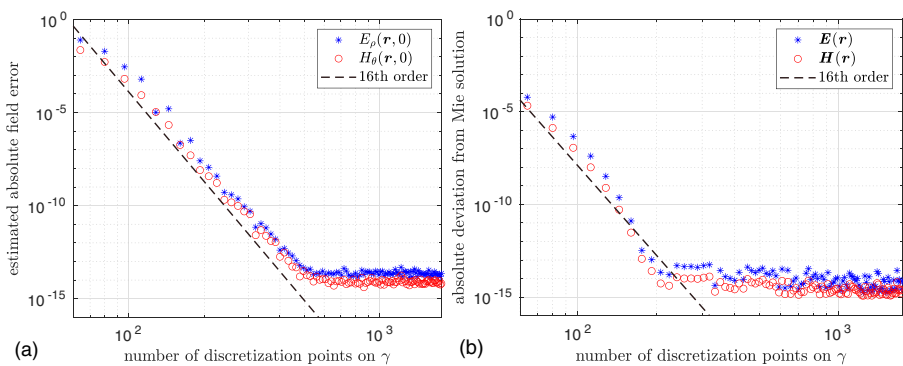 10^0
10^-5
10^-10
10^-15
10^2
10^3
estimated absolute field error
number of discretization points on γ
E_ρ(r, 0)
H_θ(r, 0)
16th order
(a)
10^0
10^-5
10^-10
10^-15
10^2
10^3
absolute deviation from Mie solution
number of discretization points on γ
E(r)
H(r)
16th order
(b)